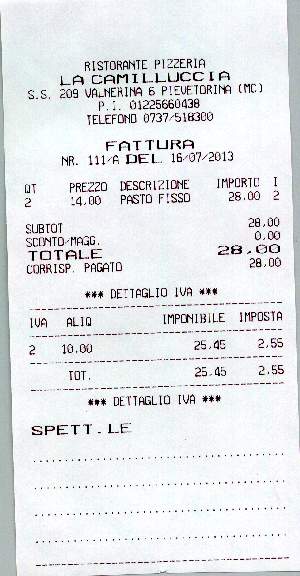 RISTORANTE PIZZERIA
LA CAMILLUCCIA
S.S. 209 VALNERINA 6 PIEVETORINA (MC)
P.I. 01225660438
TELEFONO 0737/518300
FATTURA
NR. 111/A DEL 16/07/2013
QT PREZZO DESCRIZIONE IMPORTO I
2 14,00 PASTO FISSO 28,00 2
SUBTOT 28,00
SCONTO/MAGG. 0,00
TOTALE 28,00
CORRISP. PAGATO 28,00
*** DETTAGLIO IVA ***
IVA ALIQ IMPONIBILE IMPOSTA
2 10,00 25,45 2,55
TOT. 25,45 2,55
*** DETTAGLIO IVA ***
SPETT.LE